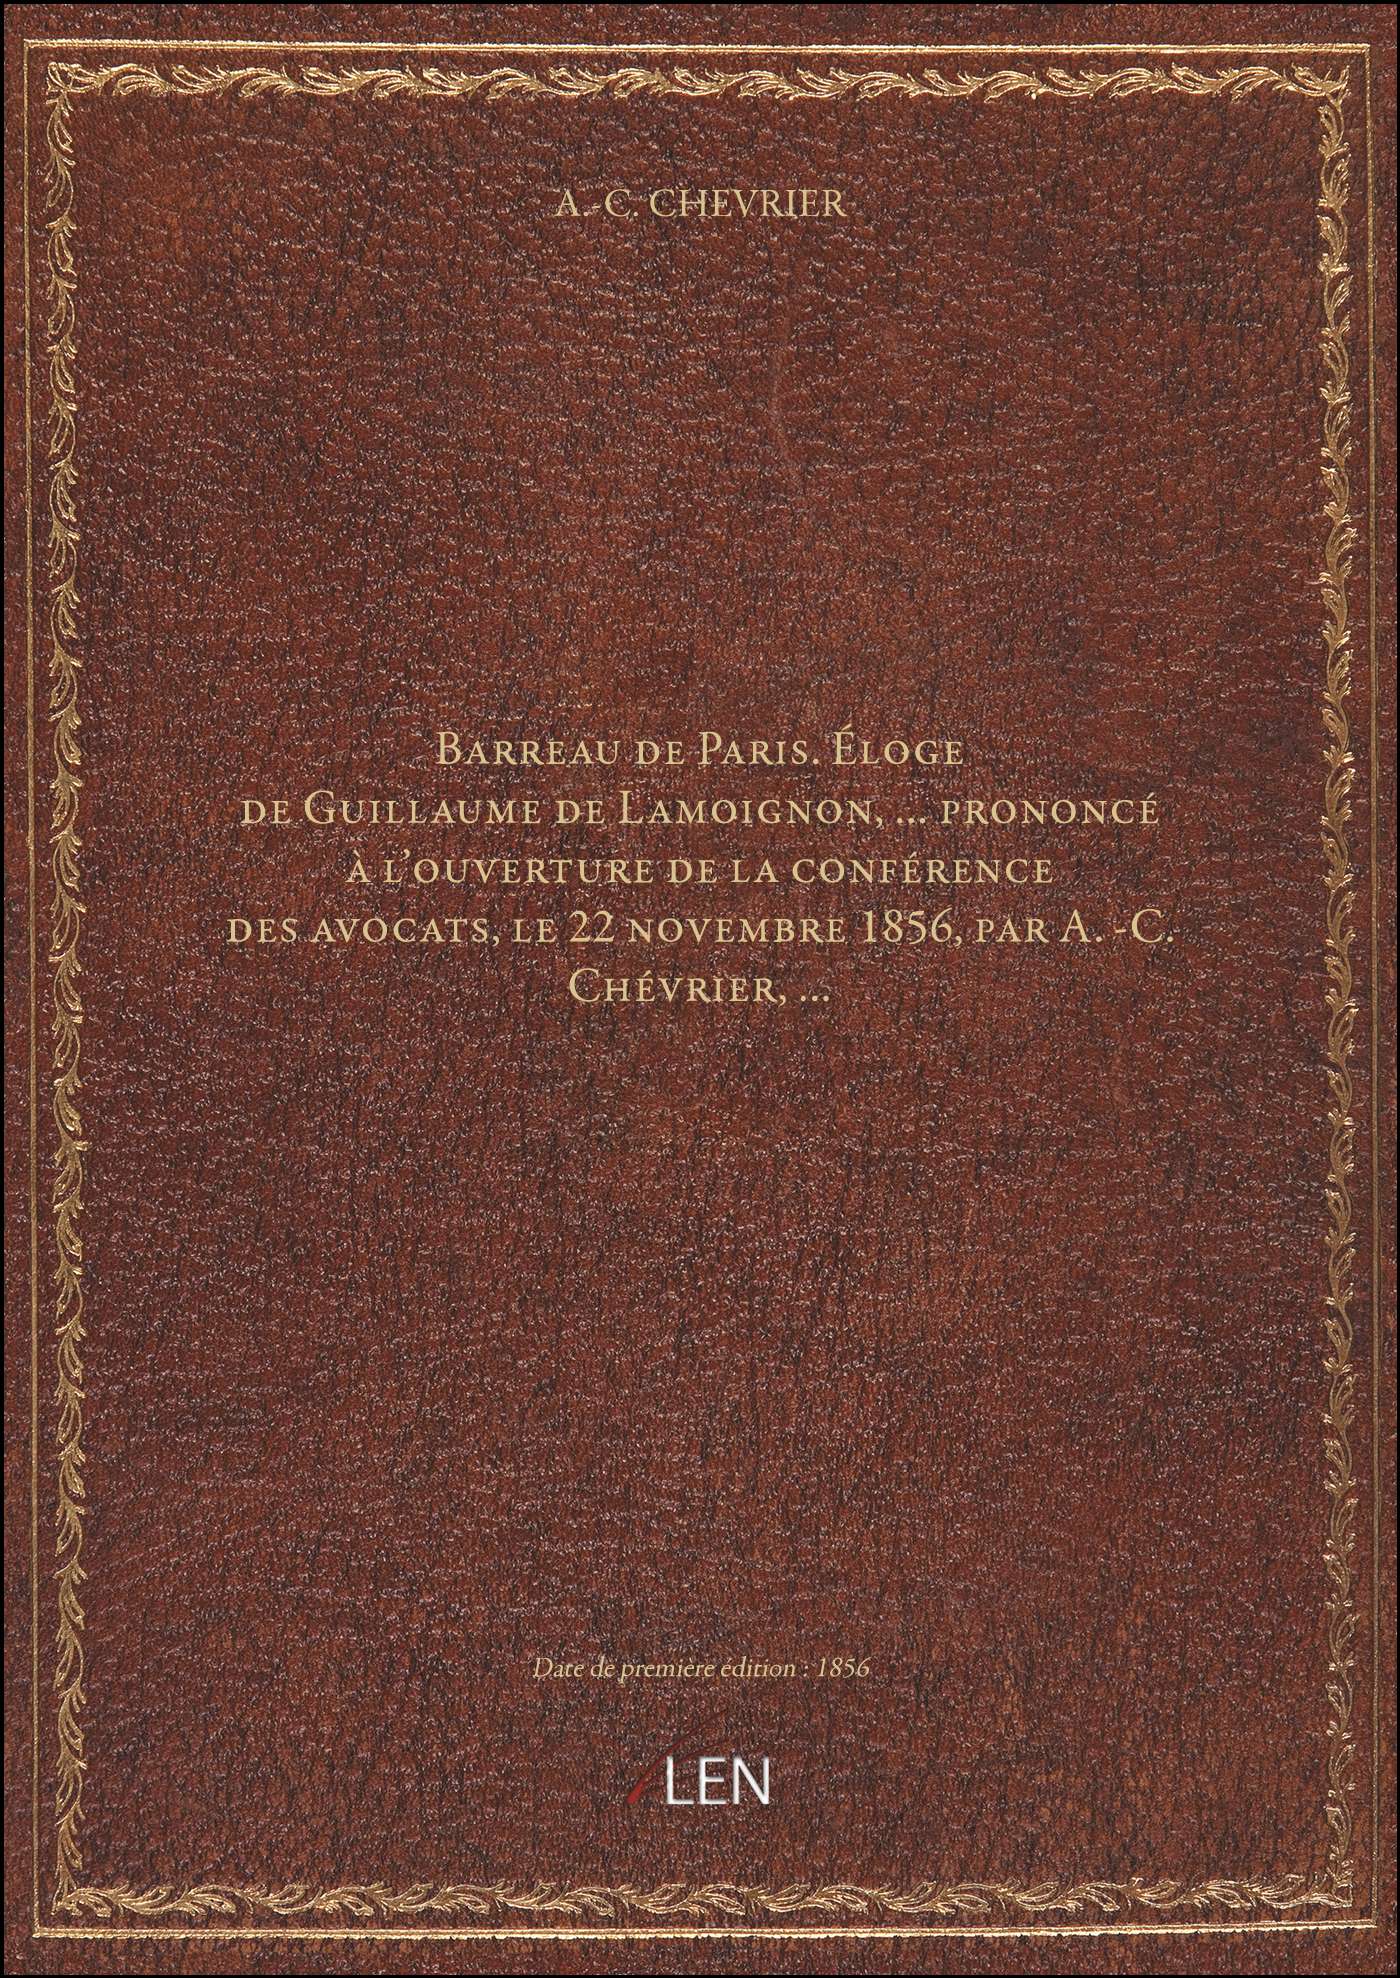 A.-C. CHEVRIER
Barreau de Paris. Éloge
de Guillaume de Lamoignon, ... prononcé
à l'ouverture de la conférence
des avocats, le 22 novembre 1856, par A. -C.
Chévrier, ...
Date de première édition : 1856
LEN